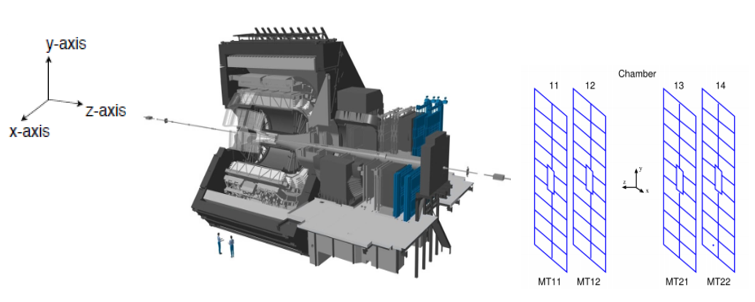 y-axis
z-axis
x-axis
Chamber
11 12 13 14
y
z
x
MT11 MT12 MT21 MT22